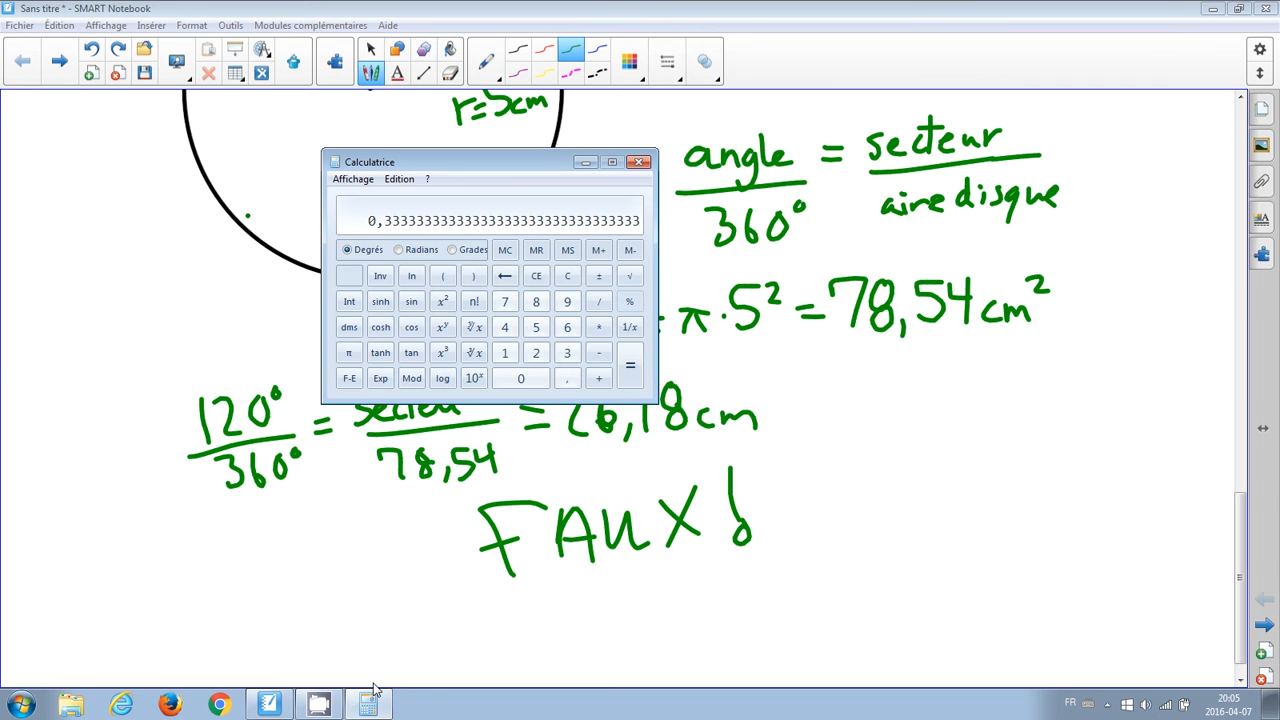 Sans titre * - SMART Notebook
Fichier Édition Affichage Insérer Format Outils Modules complémentaires Aide
r=5cm
angle = secteur
360° aire disque
Calculatrice
Affichage Edition ?
0,33333333333333333333333333333333
Degrés Radians Grades MC MR MS M+ M-
Inv ln ( ) ← CE C ± √
Int sinh sin x² n! 7 8 9 / %
dms cosh cos xʸ ʸ√x 4 5 6 * 1/x
π tanh tan x³ ³√x 1 2 3 - =
F-E Exp Mod log 10ˣ 0 , +
π·5² = 78,54 cm²
120° = secteur = 26,18 cm
360° 78,54
FAUX
FR
20:05
2016-04-07